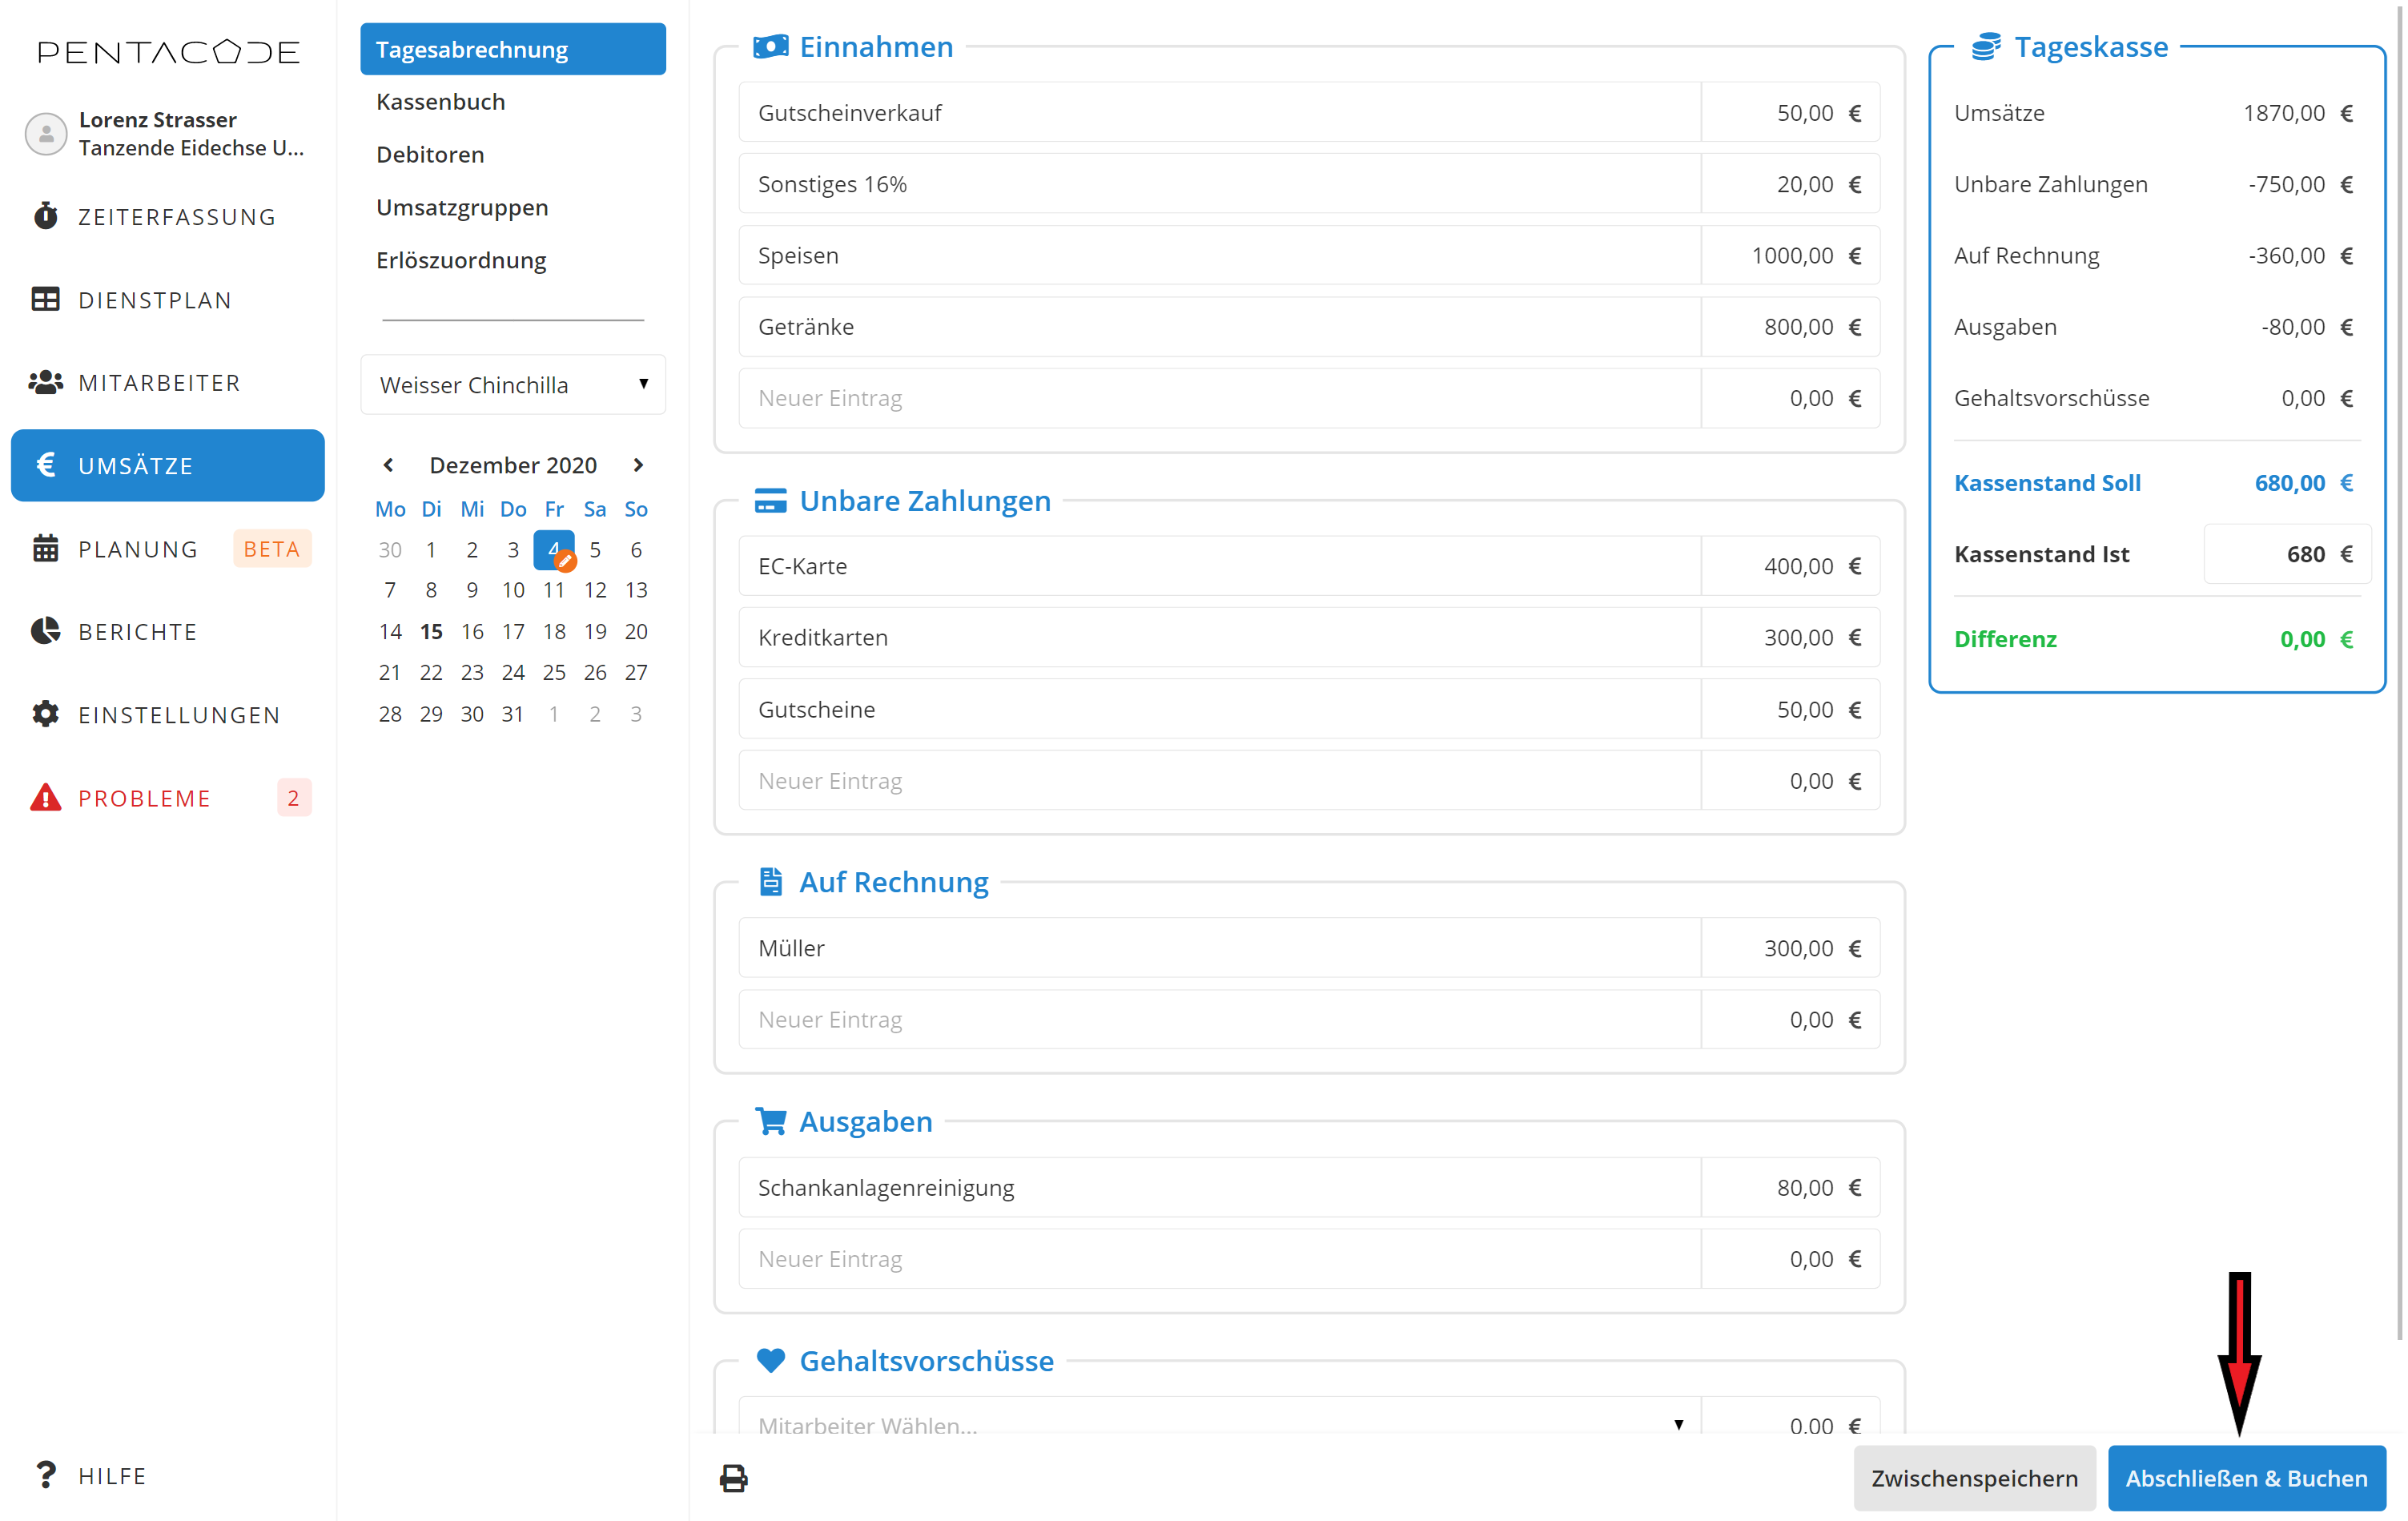 PENTACODE
Lorenz Strasser
Tanzende Eidechse U...
ZEITERFASSUNG
DIENSTPLAN
MITARBEITER
€ UMSÄTZE
PLANUNG BETA
BERICHTE
EINSTELLUNGEN
PROBLEME 2
? HILFE
Tagesabrechnung
Kassenbuch
Debitoren
Umsatzgruppen
Erlöszuordnung
Weisser Chinchilla
Dezember 2020
Mo Di Mi Do Fr Sa So
30 1 2 3 4 5 6
7 8 9 10 11 12 13
14 15 16 17 18 19 20
21 22 23 24 25 26 27
28 29 30 31 1 2 3
Einnahmen
Gutscheinverkauf 50,00 €
Sonstiges 16% 20,00 €
Speisen 1000,00 €
Getränke 800,00 €
Neuer Eintrag 0,00 €
Unbare Zahlungen
EC-Karte 400,00 €
Kreditkarten 300,00 €
Gutscheine 50,00 €
Neuer Eintrag 0,00 €
Auf Rechnung
Müller 300,00 €
Neuer Eintrag 0,00 €
Ausgaben
Schankanlagenreinigung 80,00 €
Neuer Eintrag 0,00 €
Gehaltsvorschüsse
Mitarbeiter Wählen... 0,00 €
Tageskasse
Umsätze 1870,00 €
Unbare Zahlungen -750,00 €
Auf Rechnung -360,00 €
Ausgaben -80,00 €
Gehaltsvorschüsse 0,00 €
Kassenstand Soll 680,00 €
Kassenstand Ist 680 €
Differenz 0,00 €
Zwischenspeichern
Abschließen & Buchen